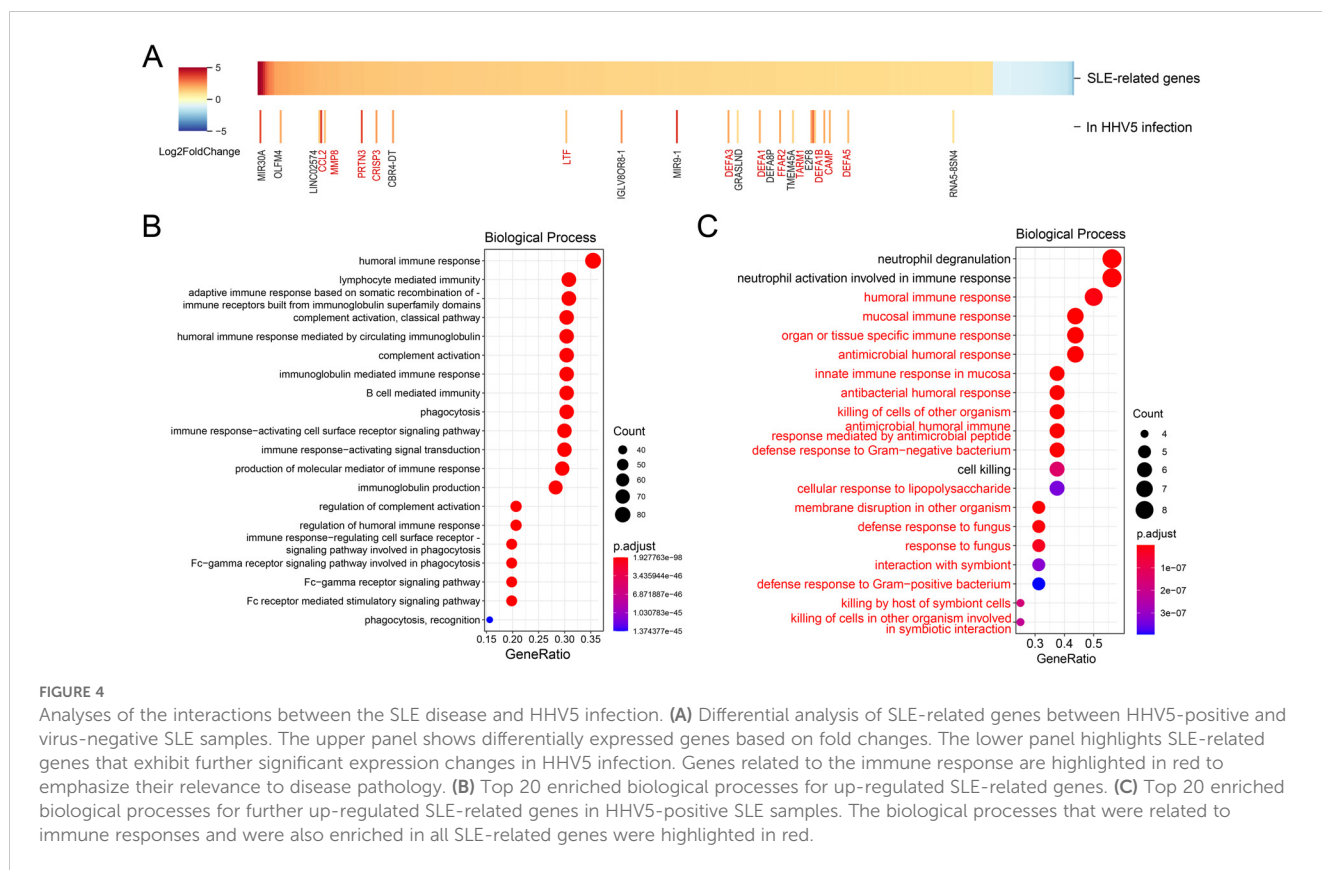 A
5
0
−5
Log2FoldChange
SLE-related genes
In HHV5 infection
MIR30A
OLFM4
LINC02574
CCL2
MMP8
PRTN3
CRISP3
CBR4-DT
LTF
IGLV8OR8-1
MIR9-1
DEFA3
GRASLND
DEFA1
DEFA8P
FFAR2
TMEM45A
TARM1
E2F8
DEFA1B
CAMP
DEFA5
RNA5-8SN4
B
Biological Process
humoral immune response
lymphocyte mediated immunity
adaptive immune response based on somatic recombination of -
immune receptors built from immunoglobulin superfamily domains
complement activation, classical pathway
humoral immune response mediated by circulating immunoglobulin
complement activation
immunoglobulin mediated immune response
B cell mediated immunity
phagocytosis
immune response−activating cell surface receptor signaling pathway
immune response−activating signal transduction
production of molecular mediator of immune response
immunoglobulin production
regulation of complement activation
regulation of humoral immune response
immune response−regulating cell surface receptor -
signaling pathway involved in phagocytosis
Fc−gamma receptor signaling pathway involved in phagocytosis
Fc−gamma receptor signaling pathway
Fc receptor mediated stimulatory signaling pathway
phagocytosis, recognition
0.15 0.20 0.25 0.30 0.35
GeneRatio
Count
40
50
60
70
80
p.adjust
1.927763e−98
3.435944e−46
6.871887e−46
1.030783e−45
1.374377e−45
C
Biological Process
neutrophil degranulation
neutrophil activation involved in immune response
humoral immune response
mucosal immune response
organ or tissue specific immune response
antimicrobial humoral response
innate immune response in mucosa
antibacterial humoral response
killing of cells of other organism
antimicrobial humoral immune
response mediated by antimicrobial peptide
defense response to Gram−negative bacterium
cell killing
cellular response to lipopolysaccharide
membrane disruption in other organism
defense response to fungus
response to fungus
interaction with symbiont
defense response to Gram−positive bacterium
killing by host of symbiont cells
killing of cells in other organism involved
in symbiotic interaction
0.3 0.4 0.5
GeneRatio
Count
4
5
6
7
8
p.adjust
1e−07
2e−07
3e−07
FIGURE 4
Analyses of the interactions between the SLE disease and HHV5 infection. (A) Differential analysis of SLE-related genes between HHV5-positive and
virus-negative SLE samples. The upper panel shows differentially expressed genes based on fold changes. The lower panel highlights SLE-related
genes that exhibit further significant expression changes in HHV5 infection. Genes related to the immune response are highlighted in red to
emphasize their relevance to disease pathology. (B) Top 20 enriched biological processes for up-regulated SLE-related genes. (C) Top 20 enriched
biological processes for further up-regulated SLE-related genes in HHV5-positive SLE samples. The biological processes that were related to
immune responses and were also enriched in all SLE-related genes were highlighted in red.